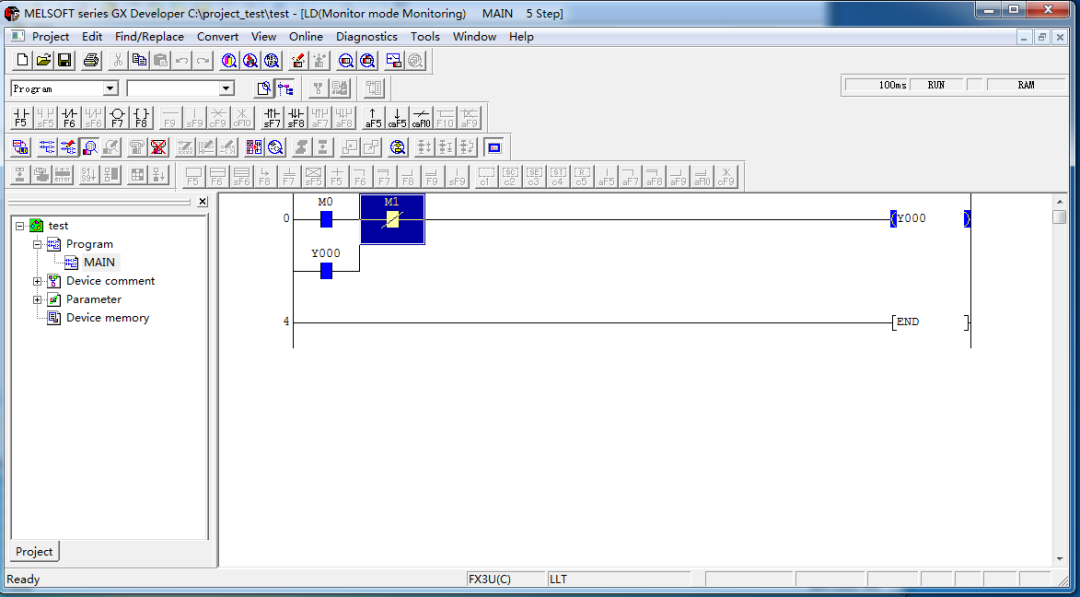 MELSOFT series GX Developer C:\project_test\test - [LD(Monitor mode Monitoring) MAIN 5 Step]
Project Edit Find/Replace Convert View Online Diagnostics Tools Window Help
Program
100ms RUN RAM
F5 sF5 F6 sF6 F7 F8 F9 sF9 cF9 cF10 sF7 sF8 aF7 aF8 aF5 caF5 caF10 F10 aF9
F5 F6 sF6 F8 F7 sF5 F5 F6 F7 F8 F9 sF9 c1 c2 c3 c4 c5 aF5 aF7 aF8 aF9 aF10 cF9
test
Program
MAIN
Device comment
Parameter
Device memory
Project
M0 M1
0 Y000
Y000
4 END
Ready FX3U(C) LLT